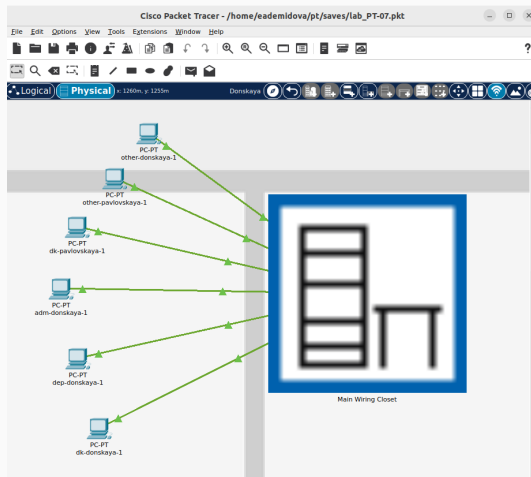 Cisco Packet Tracer - /home/eademidova/pt/saves/lab_PT-07.pkt
File Edit Options View Tools Extensions Window Help
?
Logical Physical x: 1260m, y: 1255m Donskaya
PC-PT
other-donskaya-1
PC-PT
other-pavlovskaya-1
PC-PT
dk-pavlovskaya-1
PC-PT
adm-donskaya-1
PC-PT
dep-donskaya-1
PC-PT
dk-donskaya-1
Main Wiring Closet